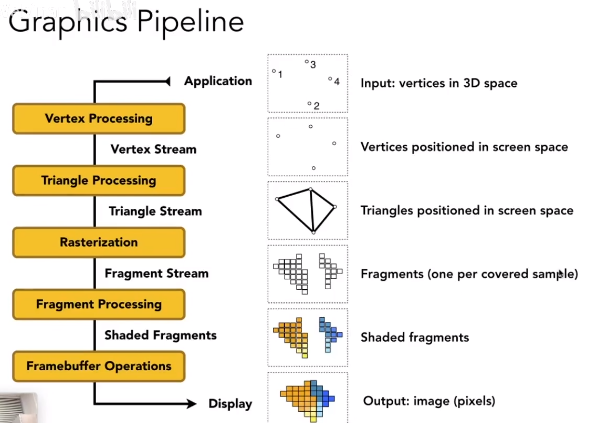 Graphics Pipeline
Application
3
1
4
2
Input: vertices in 3D space
Vertex Processing
Vertex Stream
Vertices positioned in screen space
Triangle Processing
Triangle Stream
Triangles positioned in screen space
Rasterization
Fragment Stream
Fragments (one per covered sample)
Fragment Processing
Shaded Fragments
Shaded fragments
Framebuffer Operations
Display
Output: image (pixels)